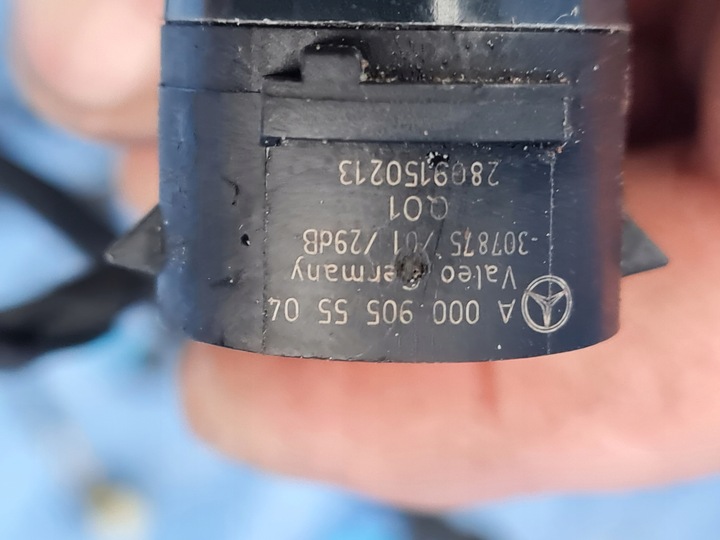 A 000 905 55 04
Valeo Germany
-307875 /01 /29dB
Q01
2809150213